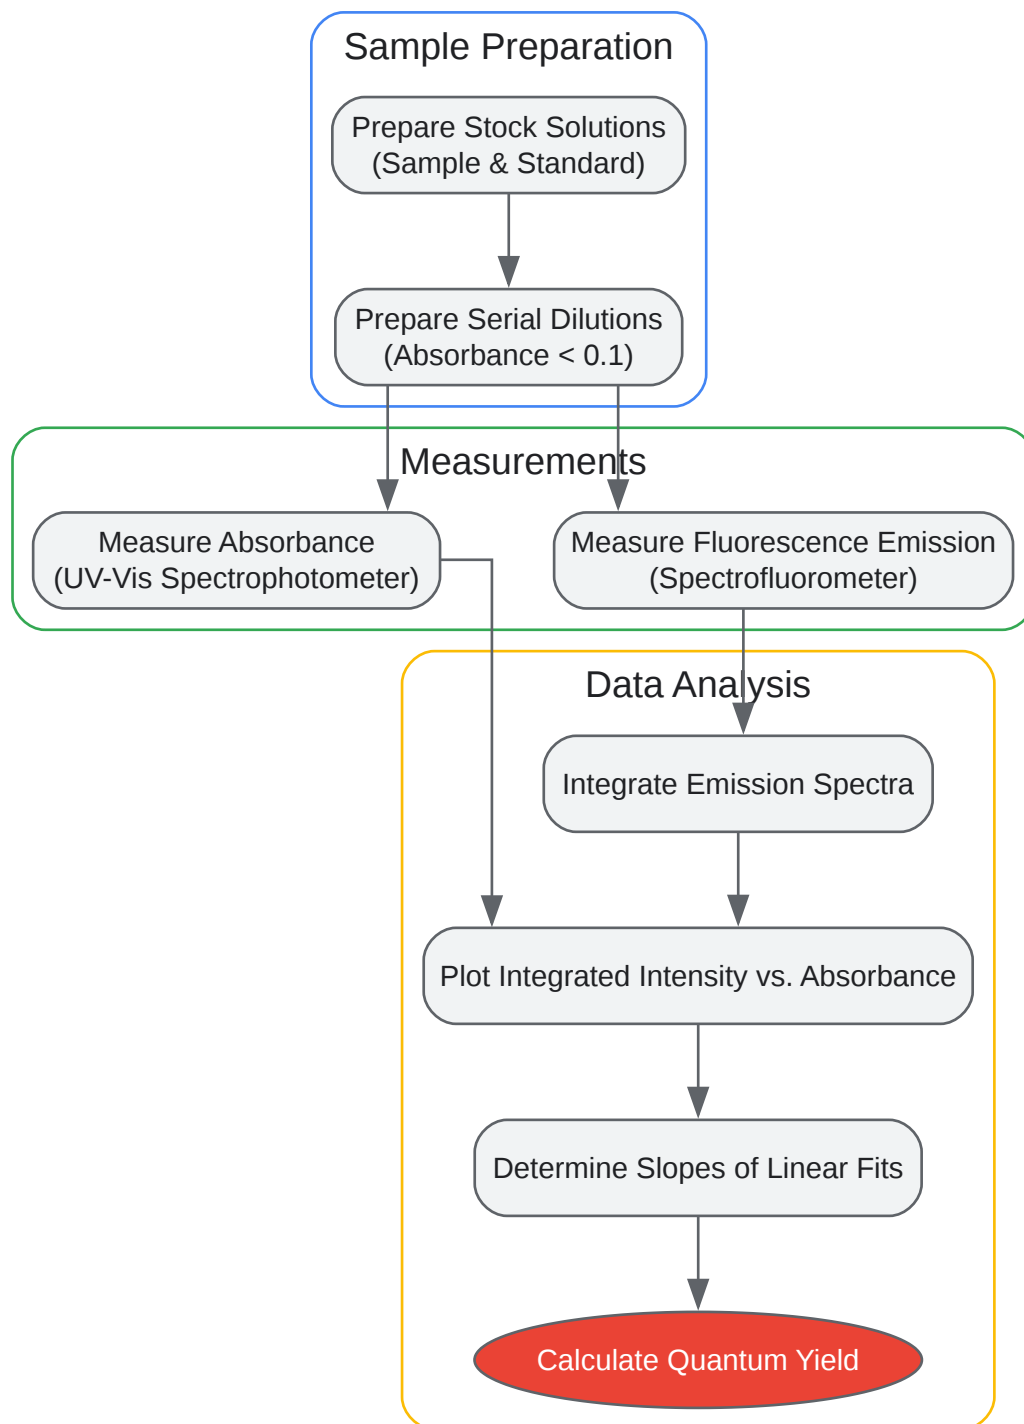 Sample Preparation
Prepare Stock Solutions
(Sample & Standard)
Prepare Serial Dilutions
(Absorbance < 0.1)
Measurements
Measure Absorbance
(UV-Vis Spectrophotometer)
Measure Fluorescence Emission
(Spectrofluorometer)
Data Analysis
Integrate Emission Spectra
Plot Integrated Intensity vs. Absorbance
Determine Slopes of Linear Fits
Calculate Quantum Yield